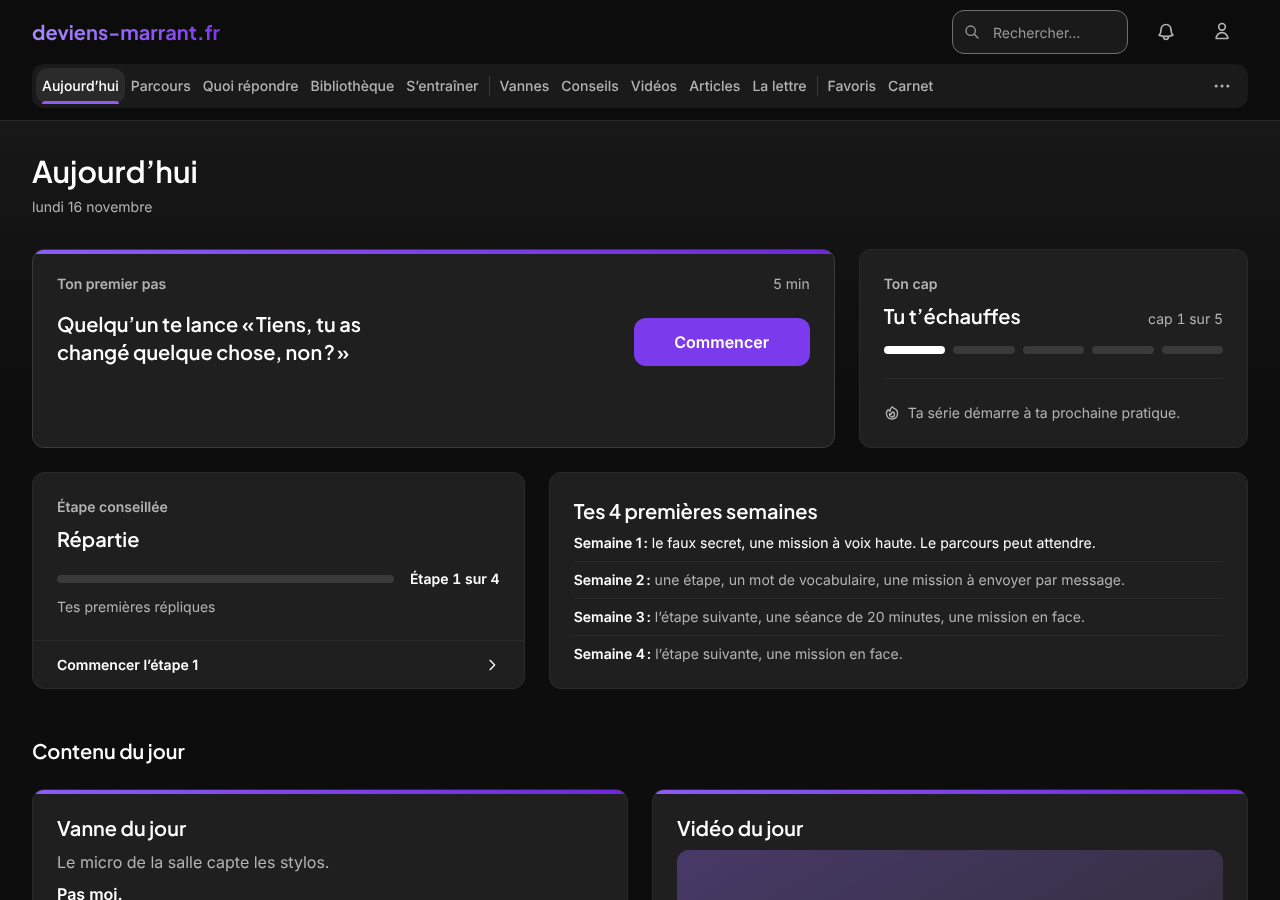 deviens-marrant.fr
Rechercher...
Aujourd’hui Parcours Quoi répondre Bibliothèque S’entraîner Vannes Conseils Vidéos Articles La lettre Favoris Carnet
Aujourd’hui
lundi 16 novembre
Ton premier pas
5 min
Quelqu’un te lance « Tiens, tu as
changé quelque chose, non ? »
Commencer
Ton cap
Tu t’échauffes
cap 1 sur 5
Ta série démarre à ta prochaine pratique.
Étape conseillée
Répartie
Étape 1 sur 4
Tes premières répliques
Commencer l’étape 1
Tes 4 premières semaines
Semaine 1 : le faux secret, une mission à voix haute. Le parcours peut attendre.
Semaine 2 : une étape, un mot de vocabulaire, une mission à envoyer par message.
Semaine 3 : l’étape suivante, une séance de 20 minutes, une mission en face.
Semaine 4 : l’étape suivante, une mission en face.
Contenu du jour
Vanne du jour
Le micro de la salle capte les stylos.
Pas moi.
Vidéo du jour